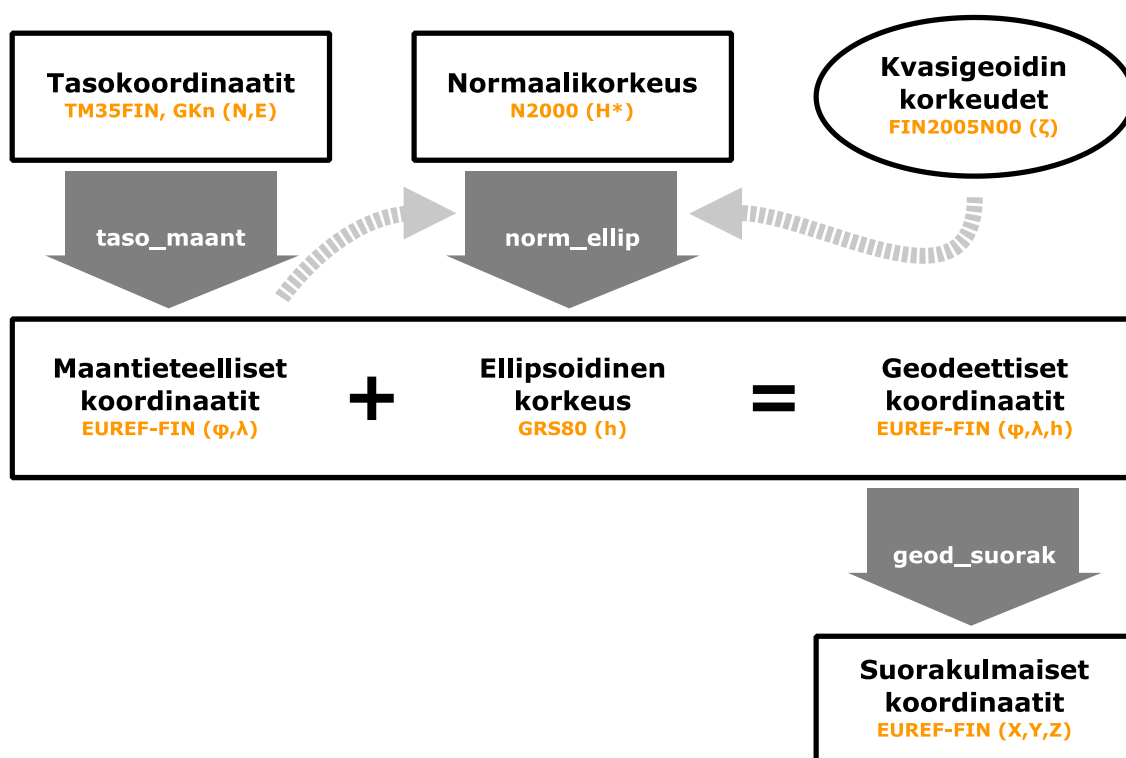 Tasokoordinaatit
TM35FIN, GKn (N,E)
Normaalikorkeus
N2000 (H*)
Kvasigeoidin
korkeudet
FIN2005N00 (ζ)
taso_maant
norm_ellip
Maantieteelliset
koordinaatit
EUREF-FIN (φ,λ)
+
Ellipsoidinen
korkeus
GRS80 (h)
=
Geodeettiset
koordinaatit
EUREF-FIN (φ,λ,h)
geod_suorak
Suorakulmaiset
koordinaatit
EUREF-FIN (X,Y,Z)